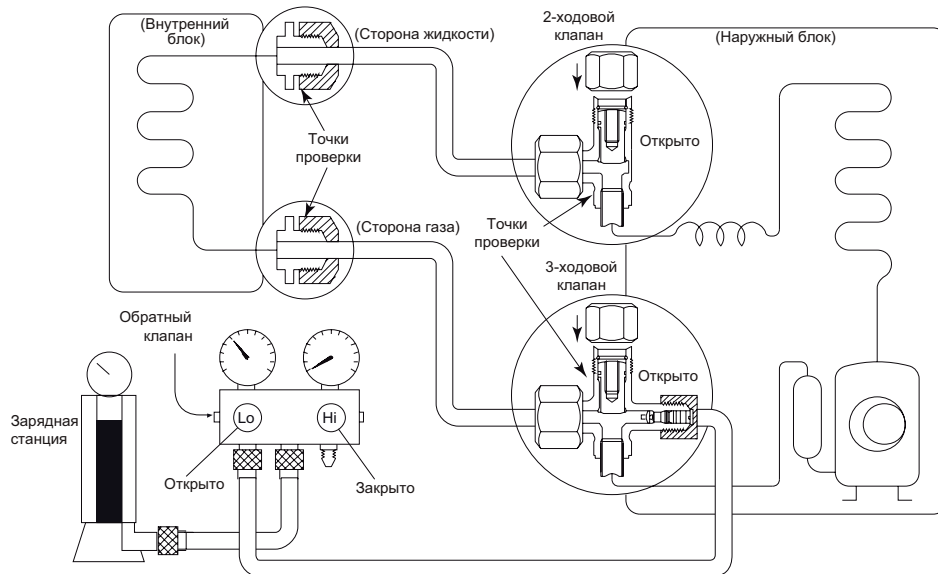 (Внутренний
блок)
(Сторона жидкости)
2-ходовой
клапан
(Наружный блок)
Точки
проверки
Открыто
(Сторона газа)
Точки
проверки
3-ходовой
клапан
Обратный
клапан
Открыто
Зарядная
станция
Lo
Hi
Открыто
Закрыто